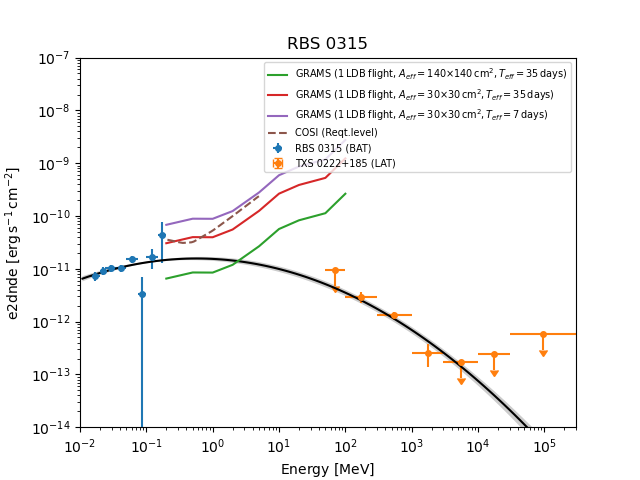 RBS 0315
GRAMS (1 LDB flight, A_eff = 140×140 cm², T_eff = 35 days)
GRAMS (1 LDB flight, A_eff = 30×30 cm², T_eff = 35 days)
GRAMS (1 LDB flight, A_eff = 30×30 cm², T_eff = 7 days)
COSI (Reqt.level)
RBS 0315 (BAT)
TXS 0222+185 (LAT)
e2dnde [erg s⁻¹ cm⁻²]
10⁻⁷
10⁻⁸
10⁻⁹
10⁻¹⁰
10⁻¹¹
10⁻¹²
10⁻¹³
10⁻¹⁴
10⁻² 10⁻¹ 10⁰ 10¹ 10² 10³ 10⁴ 10⁵
Energy [MeV]